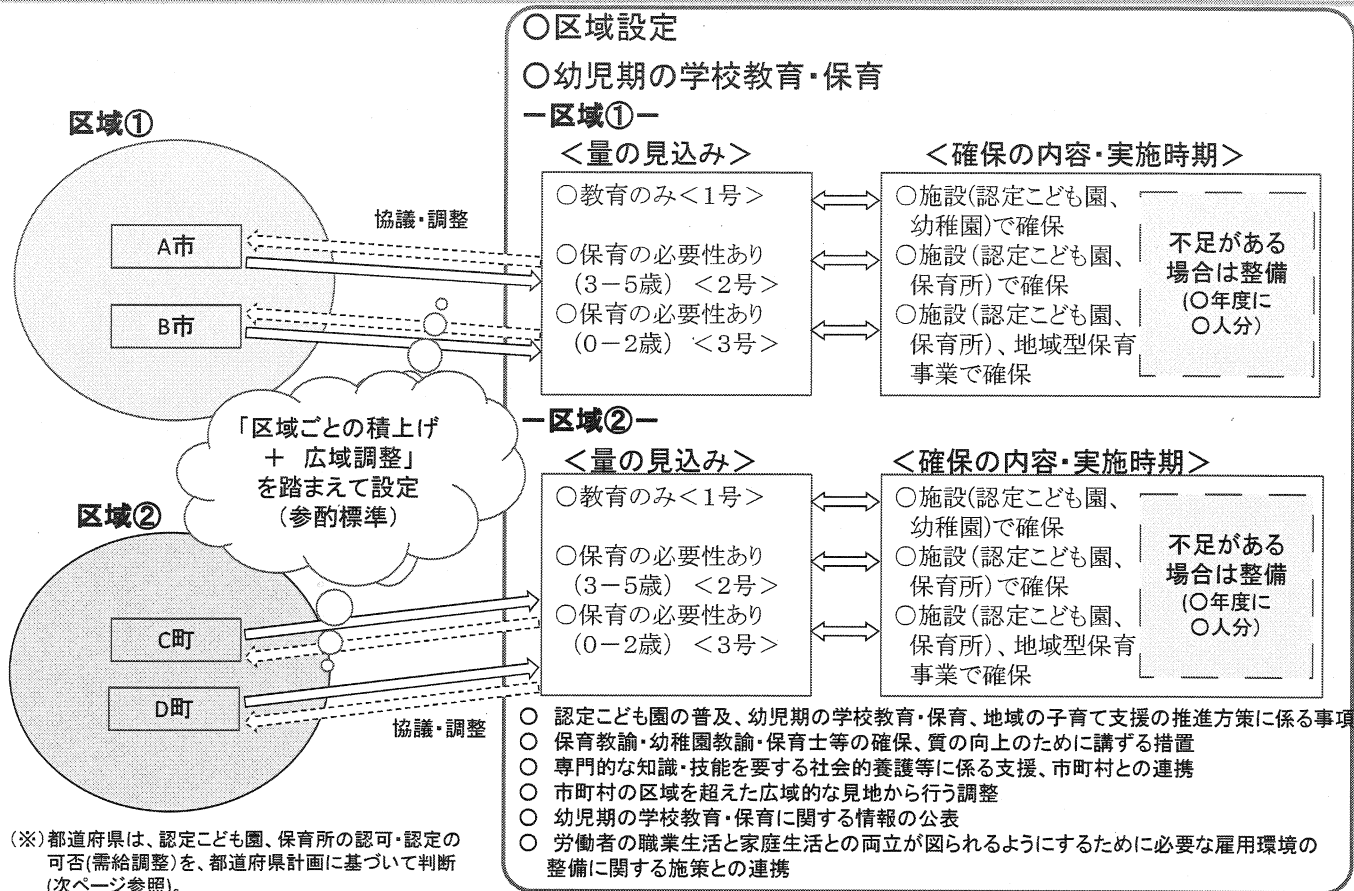 区域①
A市
B市
協議・調整
「区域ごとの積上げ
＋ 広域調整」
を踏まえて設定
（参酌標準）
区域②
C町
D町
協議・調整
(※)都道府県は、認定こども園、保育所の認可・認定の
可否(需給調整)を、都道府県計画に基づいて判断
(次ページ参照)。
○区域設定
○幼児期の学校教育・保育
－区域①－
＜量の見込み＞
○教育のみ＜1号＞
○保育の必要性あり
(3－5歳) ＜2号＞
○保育の必要性あり
(0－2歳) ＜3号＞
＜確保の内容・実施時期＞
○施設(認定こども園、
幼稚園)で確保
○施設(認定こども園、
保育所)で確保
○施設(認定こども園、
保育所)、地域型保育
事業で確保
不足がある
場合は整備
(○年度に
○人分)
－区域②－
＜量の見込み＞
○教育のみ＜1号＞
○保育の必要性あり
(3－5歳) ＜2号＞
○保育の必要性あり
(0－2歳) ＜3号＞
＜確保の内容・実施時期＞
○施設(認定こども園、
幼稚園)で確保
○施設(認定こども園、
保育所)で確保
○施設(認定こども園、
保育所)、地域型保育
事業で確保
不足がある
場合は整備
(○年度に
○人分)
○ 認定こども園の普及、幼児期の学校教育・保育、地域の子育て支援の推進方策に係る事項
○ 保育教諭・幼稚園教諭・保育士等の確保、質の向上のために講ずる措置
○ 専門的な知識・技能を要する社会的養護等に係る支援、市町村との連携
○ 市町村の区域を超えた広域的な見地から行う調整
○ 幼児期の学校教育・保育に関する情報の公表
○ 労働者の職業生活と家庭生活との両立が図られるようにするために必要な雇用環境の
整備に関する施策との連携